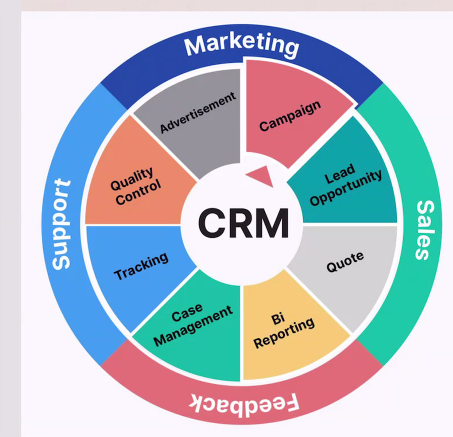 Marketing
Advertisement
Campaign
Quality
Control
Lead
Opportunity
Support
CRM
Sales
Tracking
Quote
Case
Management
Bi
Reporting
Feedback